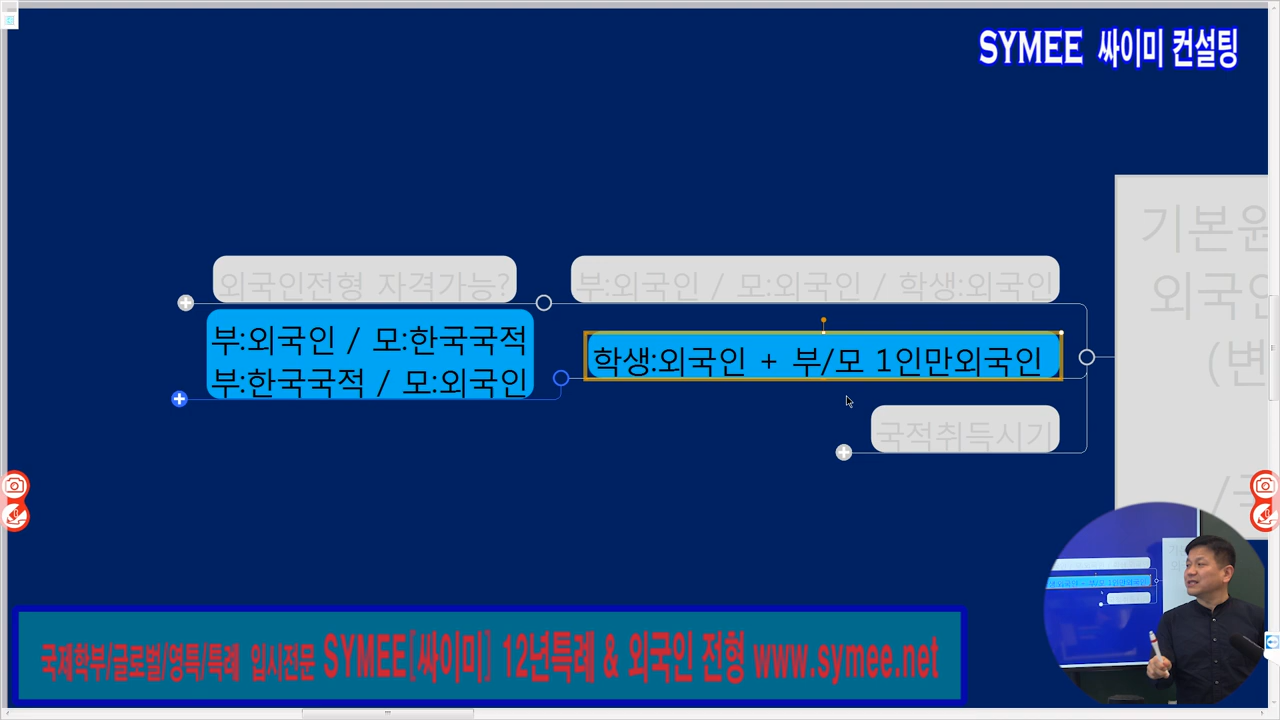 SYMEE 싸이미 컨설팅
기본원
외국인
(변
외국인전형 자격가능?
부:외국인 / 모:외국인 / 학생:외국인
부:외국인 / 모:한국국적
부:한국국적 / 모:외국인
학생:외국인 + 부/모 1인만외국인
국적취득시기
국제학부/글로벌/영특/특례 입시전문 SYMEE[싸이미] 12년특례 & 외국인 전형 www.symee.net